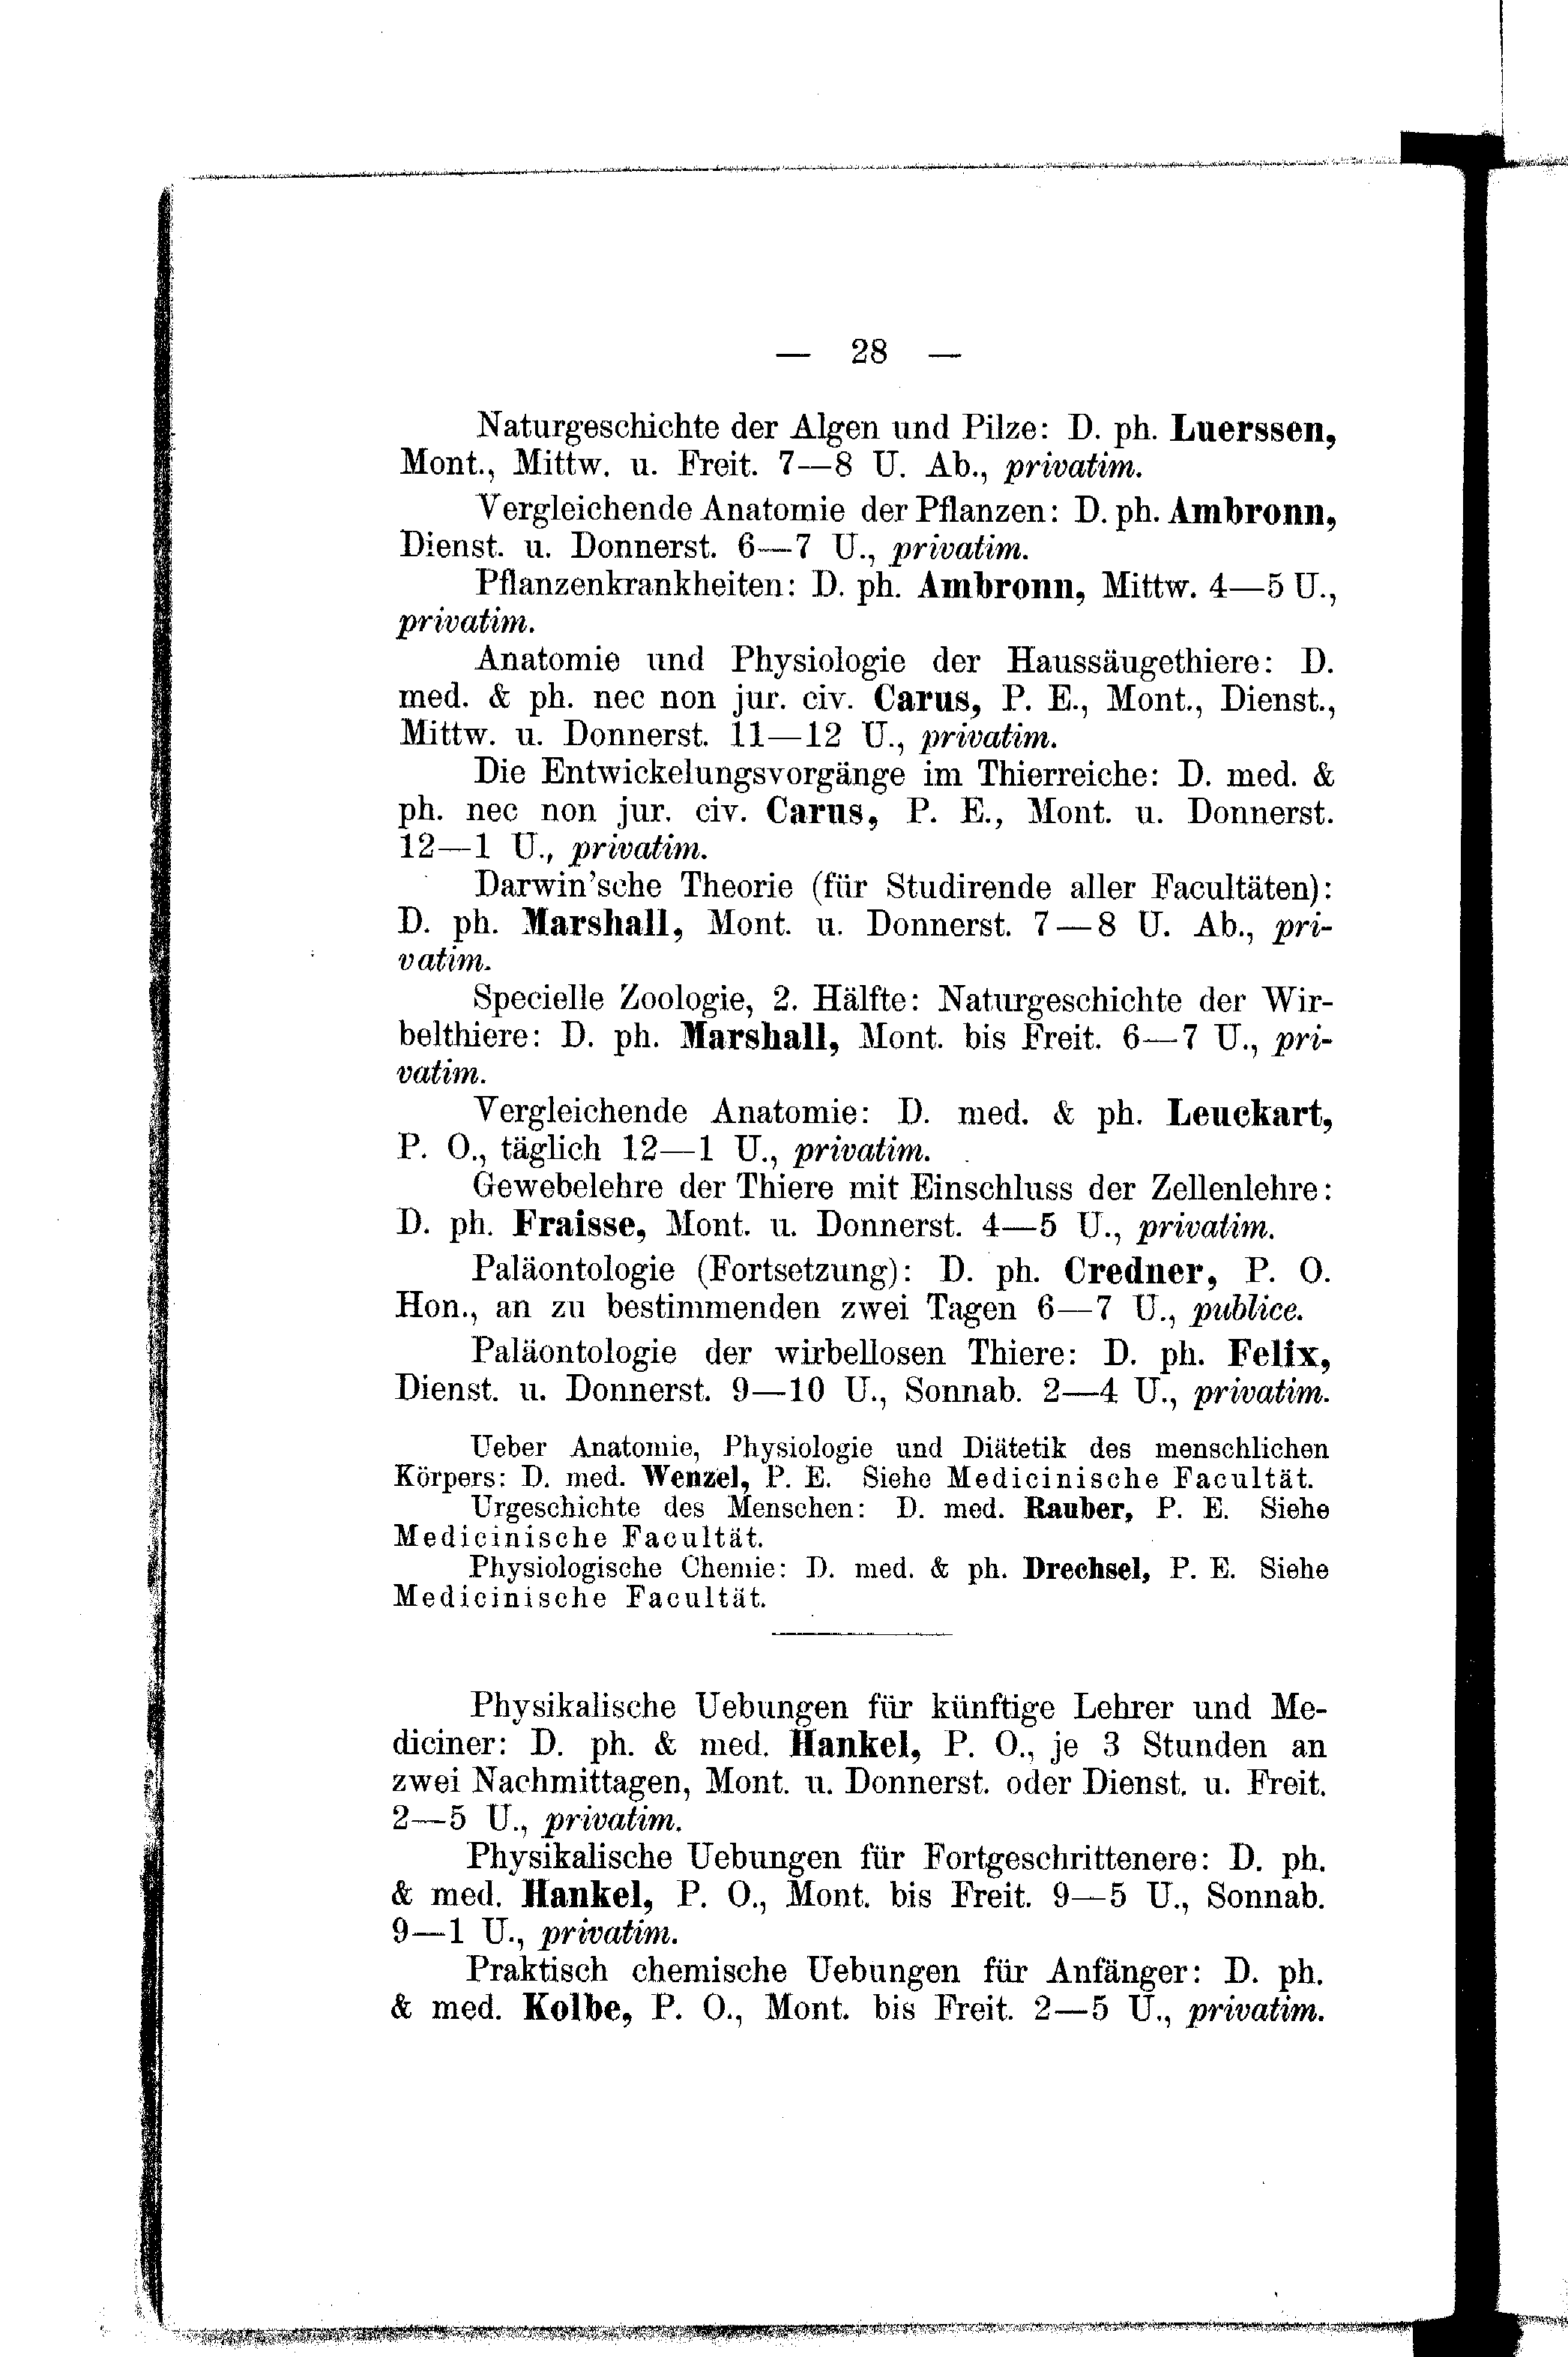 — 28 —
Naturgeschichte der Algen und Pilze: D. ph. Luerssen,
Mont., Mittw. u. Freit. 7—8 U. Ab., privatim.
Vergleichende Anatomie der Pflanzen: D. ph. Ambronn,
Dienst. u. Donnerst. 6—7 U., privatim.
Pflanzenkrankheiten: D. ph. Ambronn, Mittw. 4—5 U.,
privatim.
Anatomie und Physiologie der Haussäugethiere: D.
med. & ph. nec non jur. civ. Carus, P. E., Mont., Dienst.,
Mittw. u. Donnerst. 11—12 U., privatim.
Die Entwickelungsvorgänge im Thierreiche: D. med. &
ph. nec non jur. civ. Carus, P. E., Mont. u. Donnerst.
12—1 U., privatim.
Darwin'sche Theorie (für Studirende aller Facultäten):
D. ph. Marshall, Mont. u. Donnerst. 7—8 U. Ab., pri-
vatim.
Specielle Zoologie, 2. Hälfte: Naturgeschichte der Wir-
belthiere: D. ph. Marshall, Mont. bis Freit. 6—7 U., pri-
vatim.
Vergleichende Anatomie: D. med. & ph. Leuckart,
P. O., täglich 12—1 U., privatim.
Gewebelehre der Thiere mit Einschluss der Zellenlehre:
D. ph. Fraisse, Mont. u. Donnerst. 4—5 U., privatim.
Paläontologie (Fortsetzung): D. ph. Credner, P. O.
Hon., an zu bestimmenden zwei Tagen 6—7 U., publice.
Paläontologie der wirbellosen Thiere: D. ph. Felix,
Dienst. u. Donnerst. 9—10 U., Sonnab. 2—4 U., privatim.
Ueber Anatomie, Physiologie und Diätetik des menschlichen
Körpers: D. med. Wenzel, P. E. Siehe Medicinische Facultät.
Urgeschichte des Menschen: D. med. Rauber, P. E. Siehe
Medicinische Facultät.
Physiologische Chemie: D. med. & ph. Drechsel, P. E. Siehe
Medicinische Facultät.
Physikalische Uebungen für künftige Lehrer und Me-
diciner: D. ph. & med. Hankel, P. O., je 3 Stunden an
zwei Nachmittagen, Mont. u. Donnerst. oder Dienst. u. Freit.
2—5 U., privatim.
Physikalische Uebungen für Fortgeschrittenere: D. ph.
& med. Hankel, P. O., Mont. bis Freit. 9—5 U., Sonnab.
9—1 U., privatim.
Praktisch chemische Uebungen für Anfänger: D. ph.
& med. Kolbe, P. O., Mont. bis Freit. 2—5 U., privatim.